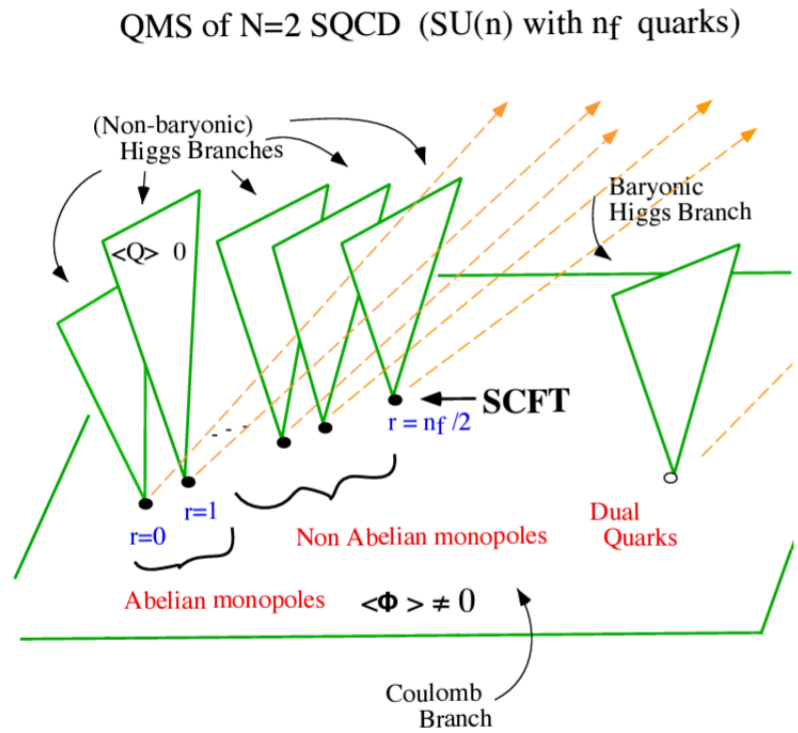 QMS of N=2 SQCD (SU(n) with nf quarks)
(Non-baryonic)
Higgs Branches
Baryonic
Higgs Branch
<Q> 0
SCFT
r = nf /2
r=1
r=0
Non Abelian monopoles
Dual
Quarks
Abelian monopoles
<Φ> ≠ 0
Coulomb
Branch